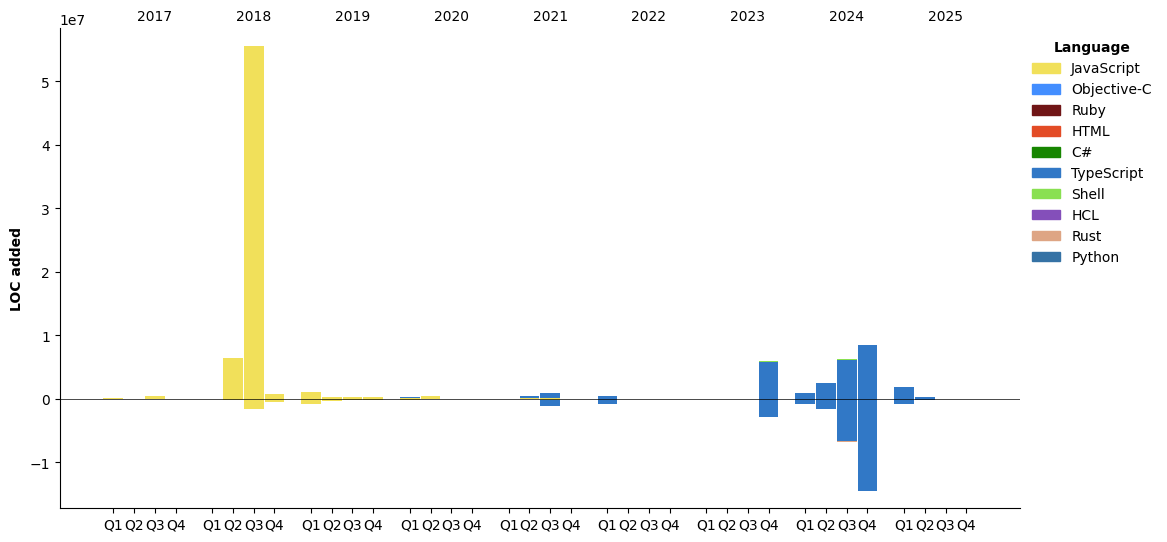 1e7
2017 2018 2019 2020 2021 2022 2023 2024 2025
LOC added
5
4
3
2
1
0
−1
Q1 Q2 Q3 Q4 Q1 Q2 Q3 Q4 Q1 Q2 Q3 Q4 Q1 Q2 Q3 Q4 Q1 Q2 Q3 Q4 Q1 Q2 Q3 Q4 Q1 Q2 Q3 Q4 Q1 Q2 Q3 Q4 Q1 Q2 Q3 Q4
Language
JavaScript
Objective-C
Ruby
HTML
C#
TypeScript
Shell
HCL
Rust
Python